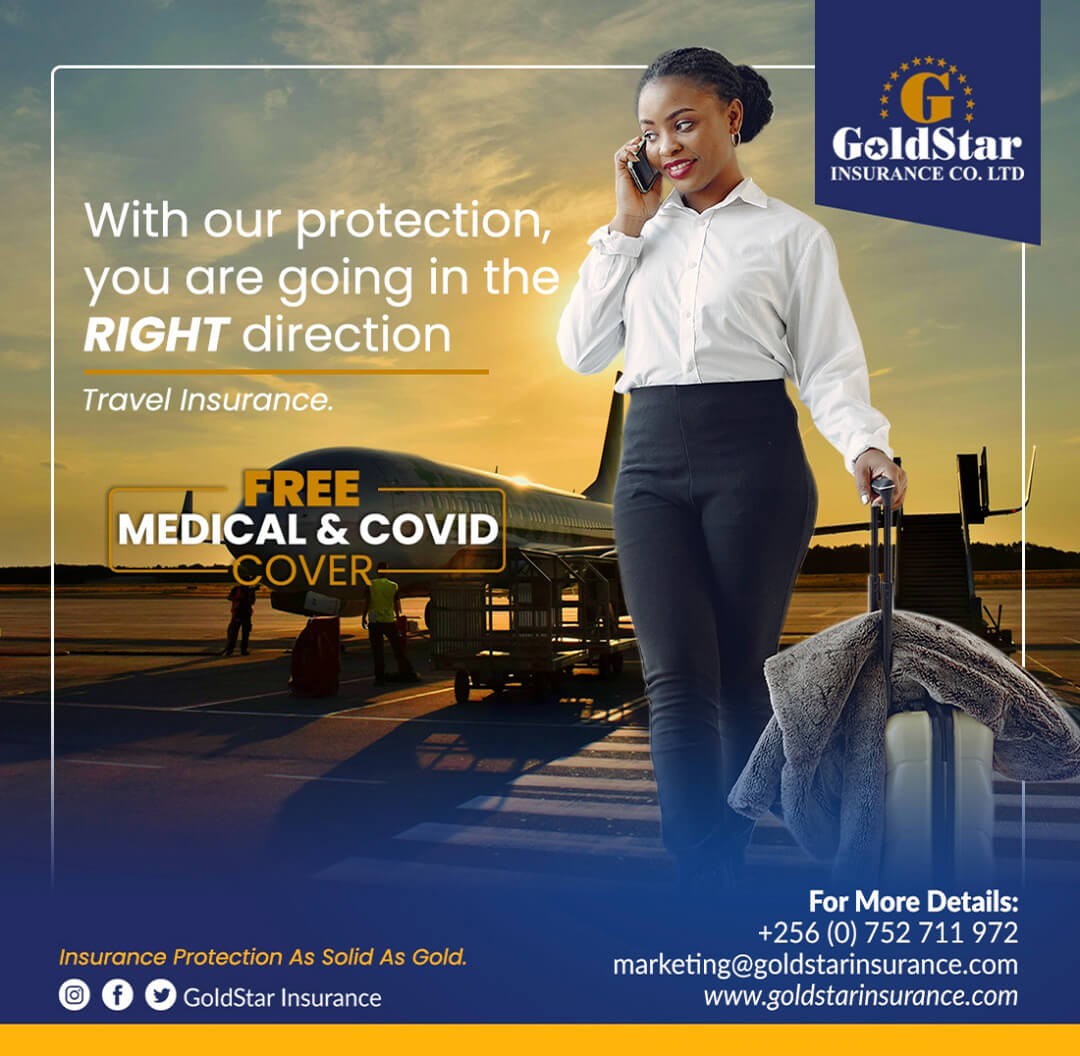 G
GoldStar
INSURANCE CO. LTD
With our protection,
you are going in the
RIGHT direction
Travel Insurance.
FREE
MEDICAL & COVID
COVER
For More Details:
+256 (0) 752 711 972
marketing@goldstarinsurance.com
www.goldstarinsurance.com
Insurance Protection As Solid As Gold.
GoldStar Insurance